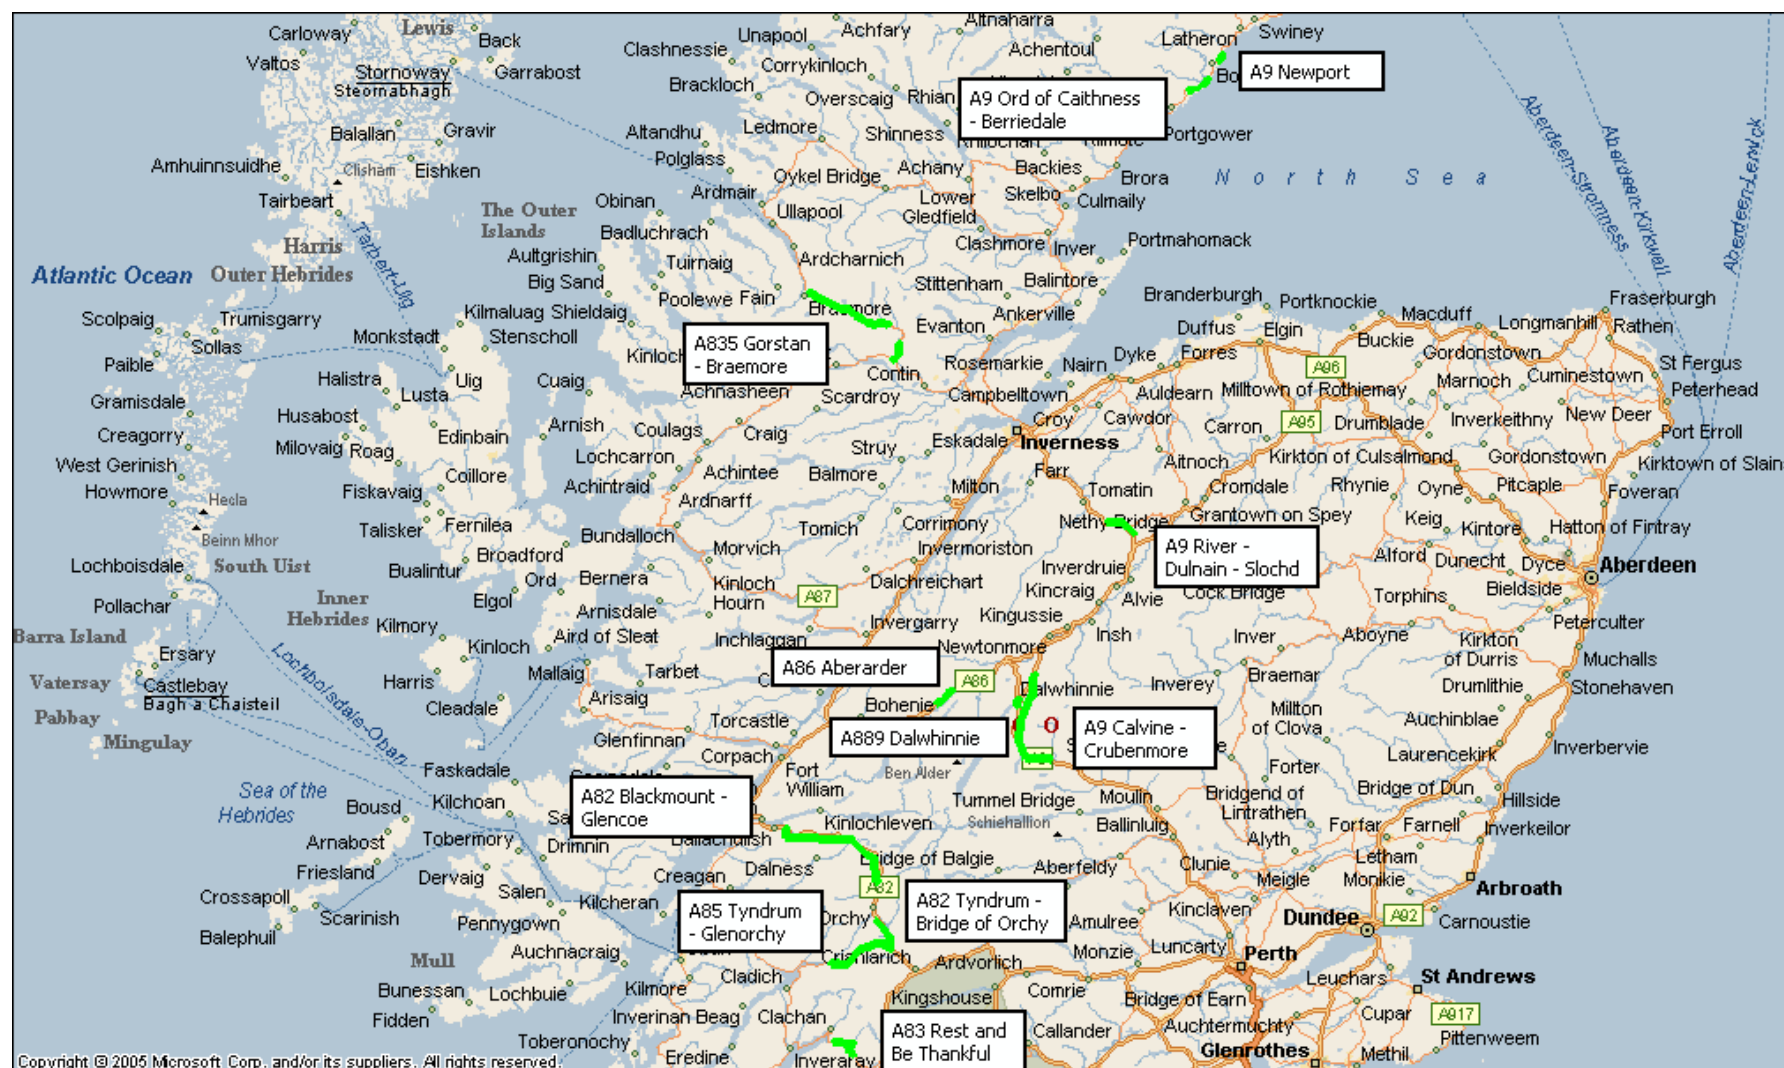 Carloway
Lewis
Back
Valtos
Stornoway
Steornabhagh
Garrabost
Clashnessie
Unapool
Achfary
Altnaharra
Corrykinloch
Achentoul
Latheron
Swiney
Brackloch
Overscaig
Rhian
A9 Newport
A9 Ord of Caithness
- Berriedale
Balallan
Gravir
Altandhu
Ledmore
Shinness
Portgower
Amhuinnsuidhe
Clisham
Eishken
Polglass
Oykel Bridge
Achany
Backies
Brora
North Sea
Tairbeart
Ardmair
Lower
Gledfield
Skelbo
Culmaily
The Outer
Islands
Obinan
Ullapool
Badluchrach
Clashmore
Inver
Portmahomack
Harris
Tarbert-Uig
Aultgrishin
Tuirnaig
Ardcharnich
Atlantic Ocean
Outer Hebrides
Big Sand
Stittenham
Balintore
Aberdeen-Stromness
Aberdeen-Kirkwall
Aberdeen-Lerwick
Scolpaig
Trumisgarry
Kilmaluag
Shieldaig
Poolewe
Fain
Braemore
Ankerville
Branderburgh
Portknockie
Macduff
Fraserburgh
Sollas
Monkstadt
Stenscholl
Evanton
Duffus
Elgin
Longmanhill
Rathen
Paible
A835 Gorstan
- Braemore
Kinloch
Rosemarkie
Nairn
Dyke
Forres
Buckie
Gordonstown
St Fergus
Halistra
Uig
Cuaig
Achnasheen
Contin
A96
Cuminestown
Peterhead
Gramisdale
Lusta
Scardroy
Campbelltown
Auldearn
Milltown of Rothiemay
Marnoch
New Deer
Husabost
Arnish
Coulags
Craig
Croy
Cawdor
Carron
A95
Drumblade
Inverkeithny
Creagorry
Milovaig
Roag
Edinbain
Struy
Eskadale
Inverness
Port Erroll
West Gerinish
Lochcarron
Achintee
Balmore
Farr
Aitnoch
Kirkton of Culsalmond
Gordonstown
Kirktown of Slains
Howmore
Hecla
Coillore
Fiskavaig
Achintraid
Ardnarff
Milton
Tomatin
Cromdale
Rhynie
Oyne
Pitcaple
Foveran
Talisker
Fernilea
Bundalloch
Tomich
Corrimony
Nethy Bridge
Grantown on Spey
Keig
Kintore
Hatton of Fintray
Beinn Mhor
Lochboisdale
South Uist
Bualintur
Broadford
Morvich
Invermoriston
A9 River -
Dulnain - Slochd
Alford
Dunecht
Dyce
Aberdeen
Ord
Bernera
Kinloch
Hourn
Dalchreichart
Inverdruie
Pollachar
Inner
Hebrides
Elgol
Arnisdale
A87
Kincraig
Alvie
Cock Bridge
Torphins
Bieldside
Barra Island
Kilmory
Aird of Sleat
Inchlaggan
Invergarry
Kingussie
Insh
Inver
Aboyne
Kirkton
of Durris
Peterculter
Ersary
Kinloch
Newtonmore
Muchalls
Vatersay
Castlebay
Bagh a Chaisteil
Harris
Mallaig
Tarbet
A86 Aberarder
A86
Dalwhinnie
Inverey
Braemar
Drumlithie
Stonehaven
Pabbay
Lochboisdale-Oban
Cleadale
Arisaig
Bohenie
Mingulay
Torcastle
A889 Dalwhinnie
O
A9 Calvine -
Crubenmore
Milton
of Clova
Auchinblae
Glenfinnan
Corpach
Laurencekirk
Inverbervie
Sea of the
Hebrides
Faskadale
Fort
William
Ben Alder
Forter
Bousd
Kilchoan
A82 Blackmount -
Glencoe
Tummel Bridge
Moulin
Bridgend of
Lintrathen
Bridge of Dun
Hillside
Arnabost
Tobermory
Drimnin
Ballachulish
Kinlochleven
Schiehallion
Ballinluig
Alyth
Forfar
Farnell
Inverkeilor
Friesland
Dervaig
Creagan
Dalness
Bridge of Balgie
Aberfeldy
Clunie
Letham
Crossapoll
Scarinish
Salen
Kilcheran
A82
Meigle
Monikie
Arbroath
Balephuil
Pennygown
A85 Tyndrum
- Glenorchy
Orchy
A82 Tyndrum -
Bridge of Orchy
Amulree
Kinclaven
Dundee
A92
Carnoustie
Mull
Auchnacraig
Crianlarich
Ardvorlich
Monzie
Luncarty
Perth
Bunessan
Lochbuie
Kilmore
Cladich
Kingshouse
Comrie
Bridge of Earn
Leuchars
St Andrews
Fidden
Inverinan Beag
Clachan
A83 Rest and
Be Thankful
Callander
Auchtermuchty
Cupar
A917
Pittenweem
Toberonochy
Eredine
Inveraray
Glenrothes
Methil
Copyright © 2005 Microsoft Corp. and/or its suppliers. All rights reserved.